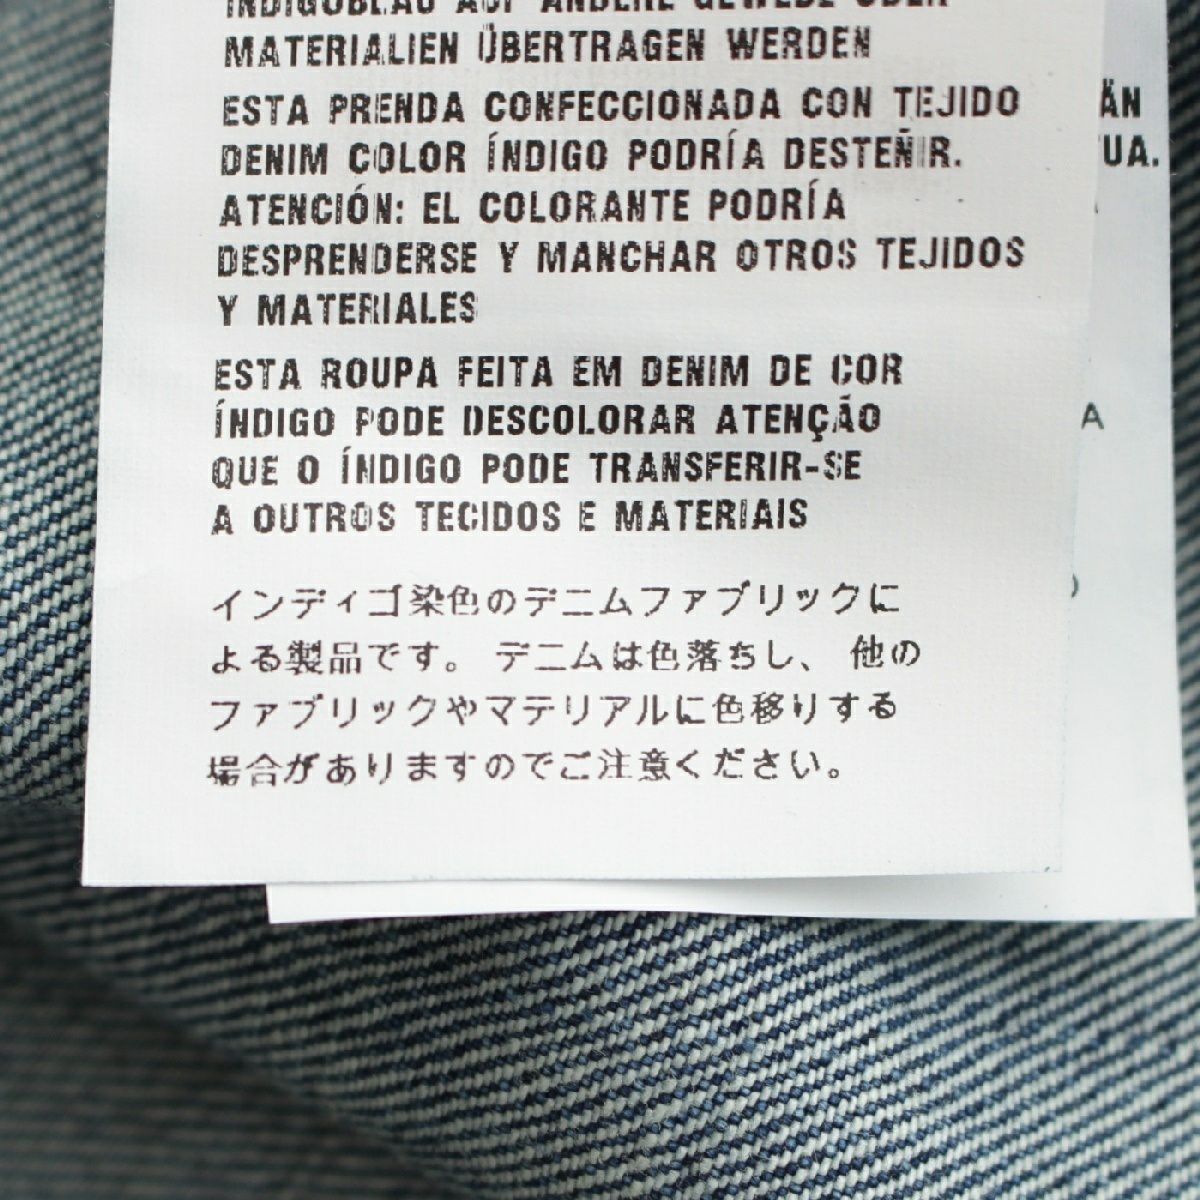 INDIGOBLAU AUF ANDERE GEWEBE ODER
MATERIALIEN ÜBERTRAGEN WERDEN
ESTA PRENDA CONFECCIONADA CON TEJIDO
DENIM COLOR ÍNDIGO PODRÍA DESTEÑIR.
ATENCIÓN: EL COLORANTE PODRÍA
DESPRENDERSE Y MANCHAR OTROS TEJIDOS
Y MATERIALES
ESTA ROUPA FEITA EM DENIM DE COR
ÍNDIGO PODE DESCOLORAR ATENÇÃO
QUE O ÍNDIGO PODE TRANSFERIR-SE
A OUTROS TECIDOS E MATERIAIS
インディゴ染色のデニムファブリックに
よる製品です。 デニムは色落ちし、 他の
ファブリックやマテリアルに色移りする
場合がありますのでご注意ください。